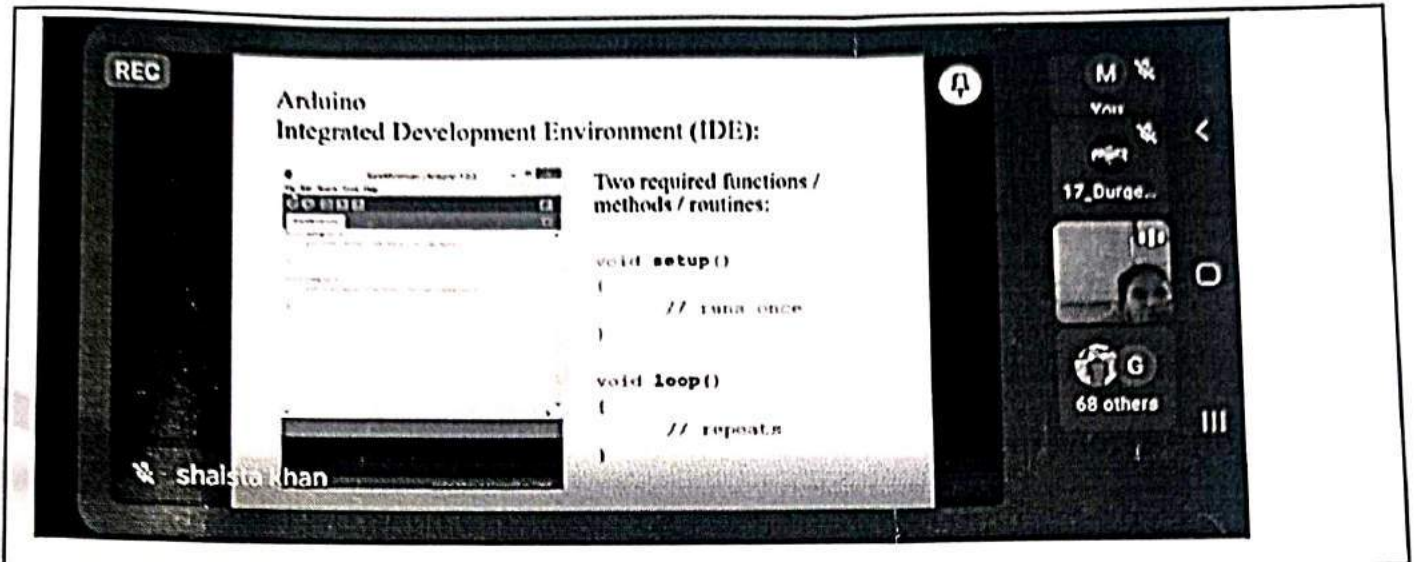 REC
Arduino
Integrated Development Environment (IDE):
Two required functions /
methods / routines:
void setup()
{
// runs once
}
void loop()
{
// repeats
}
shaista khan
M
You
17_Durge...
G
68 others